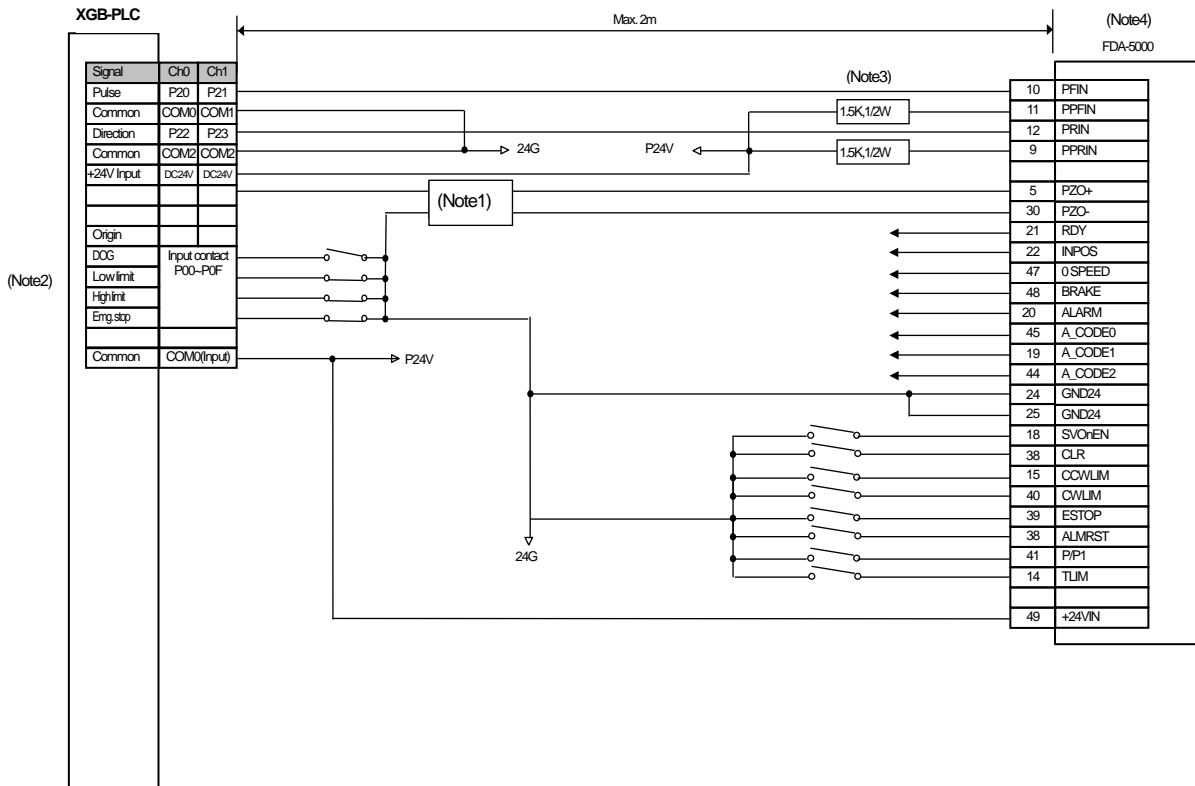 XGB-PLC
Max. 2m
(Note4)
FDA-5000
Signal Ch0 Ch1
Pulse P20 P21
Common COM0 COM1
Direction P22 P23
Common COM2 COM2
+24V Input DC24V DC24V
Origin
DOG Input contact
P00~P0F
Low limit
High limit
Emg.stop
Common COM0(Input)
(Note2)
24G
P24V
(Note3)
1.5K,1/2W
1.5K,1/2W
(Note1)
P24V
24G
10 PFIN
11 PPFIN
12 PRIN
9 PPRIN
5 PZO+
30 PZO-
21 RDY
22 INPOS
47 0 SPEED
48 BRAKE
20 ALARM
45 A_CODE0
19 A_CODE1
44 A_CODE2
24 GND24
25 GND24
18 SVOnEN
38 CLR
15 CCWLIM
40 CWLIM
39 ESTOP
38 ALMRST
41 P/P1
14 TLIM
49 +24VIN